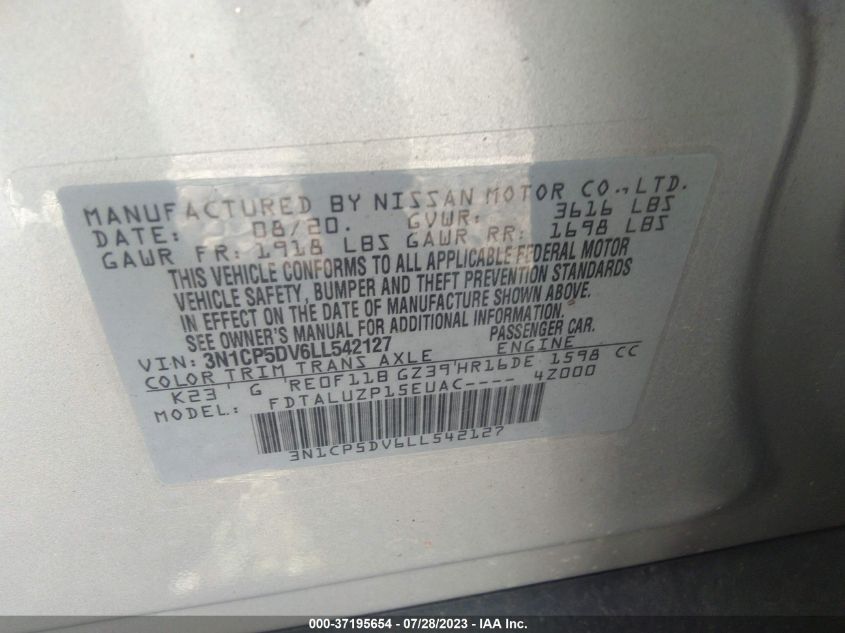 MANUFACTURED BY NISSAN MOTOR CO., LTD.
DATE: 08/20. GVWR: 3616 LBS
GAWR FR: 1918 LBS GAWR RR: 1698 LBS
THIS VEHICLE CONFORMS TO ALL APPLICABLE FEDERAL MOTOR
VEHICLE SAFETY, BUMPER AND THEFT PREVENTION STANDARDS
IN EFFECT ON THE DATE OF MANUFACTURE SHOWN ABOVE.
SEE OWNER'S MANUAL FOR ADDITIONAL INFORMATION.
VIN: 3N1CP5DV6LL542127 PASSENGER CAR.
COLOR TRIM TRANS AXLE ENGINE
K23 G RE0F11B GZ39 HR16DE 1598 CC
MODEL: FDTALUZP15EUAC---- 4Z000
3N1CP5DV6LL542127
000-37195654 / 07/28/2023 - IAA Inc.